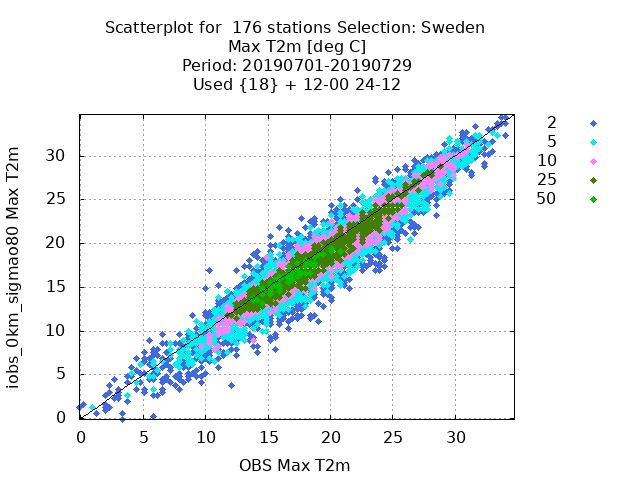 Scatterplot for  176 stations Selection: Sweden
Max T2m [deg C]
Period: 20190701-20190729
Used {18} + 12-00 24-12
2
5
10
25
50
iobs_0km_sigmao80 Max T2m
30
25
20
15
10
5
0
0 5 10 15 20 25 30
OBS Max T2m